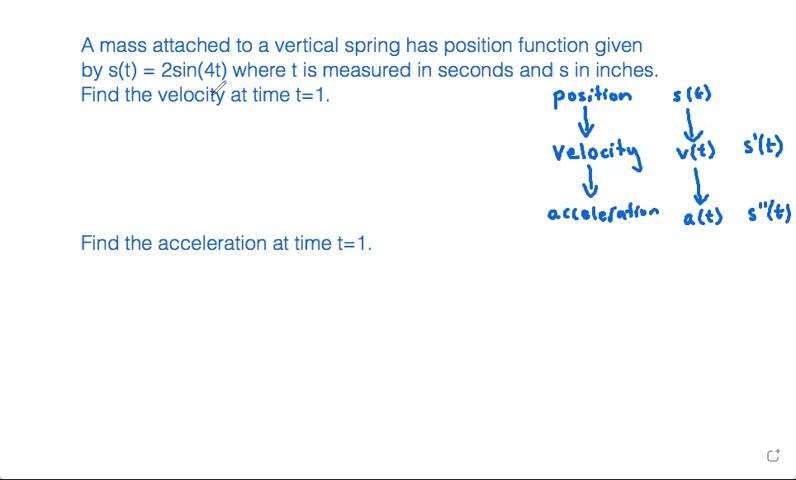 A mass attached to a vertical spring has position function given
by s(t) = 2sin(4t) where t is measured in seconds and s in inches.
Find the velocity at time t=1.
position s(t)
velocity v(t) s'(t)
acceleration a(t) s"(t)
Find the acceleration at time t=1.